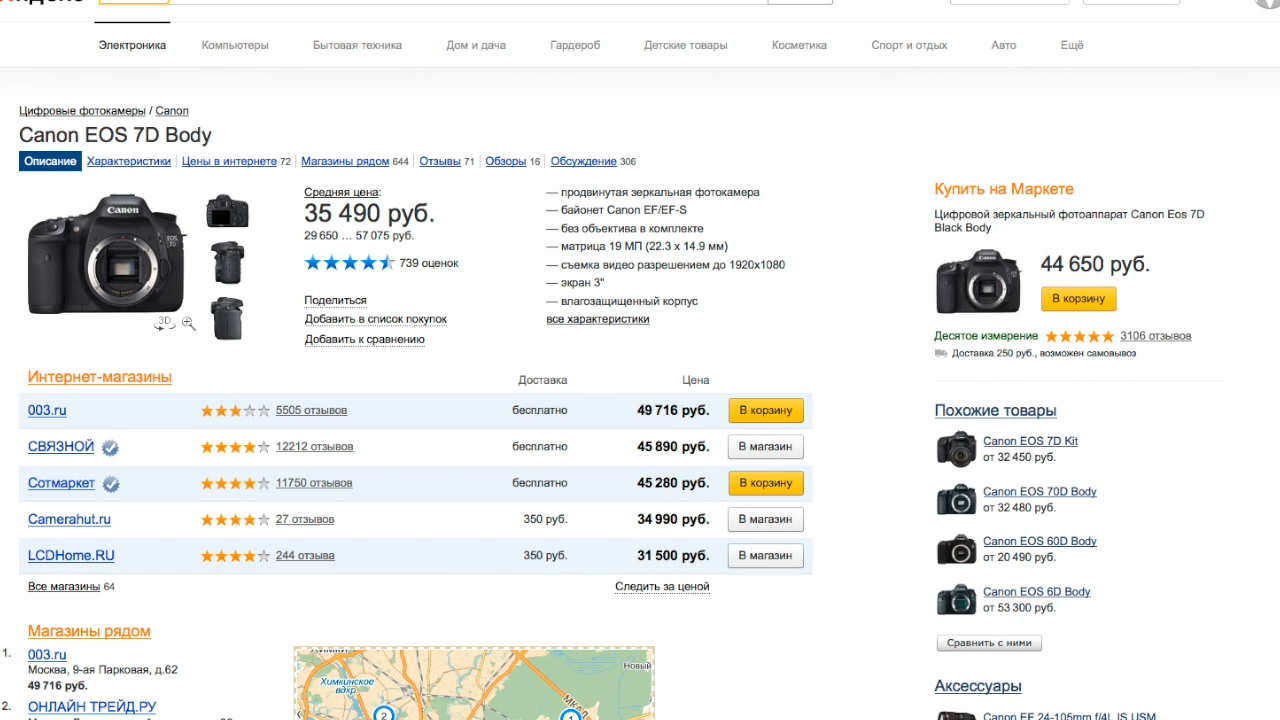 Электроника
Компьютеры
Бытовая техника
Дом и дача
Гардероб
Детские товары
Косметика
Спорт и отдых
Авто
Ещё
Цифровые фотокамеры / Canon
Canon EOS 7D Body
Описание
Характеристики
Цены в интернете 72
Магазины рядом 644
Отзывы 71
Обзоры 16
Обсуждение 306
Canon
EOS 7D
3D
Средняя цена:
35 490 руб.
29 650 ... 57 075 руб.
739 оценок
Поделиться
Добавить в список покупок
Добавить к сравнению
— продвинутая зеркальная фотокамера
— байонет Canon EF/EF-S
— без объектива в комплекте
— матрица 19 МП (22.3 x 14.9 мм)
— съемка видео разрешением до 1920x1080
— экран 3"
— влагозащищенный корпус
все характеристики
Купить на Маркете
Цифровой зеркальный фотоаппарат Canon Eos 7D
Black Body
44 650 руб.
В корзину
Десятое измерение
3106 отзывов
Доставка 250 руб., возможен самовывоз
Интернет-магазины
Доставка
Цена
003.ru
5505 отзывов
бесплатно
49 716 руб.
В корзину
СВЯЗНОЙ
12212 отзывов
бесплатно
45 890 руб.
В магазин
Сотмаркет
11750 отзывов
бесплатно
45 280 руб.
В корзину
Camerahut.ru
27 отзывов
350 руб.
34 990 руб.
В магазин
LCDHome.RU
244 отзыва
350 руб.
31 500 руб.
В магазин
Все магазины 64
Следить за ценой
Похожие товары
Canon EOS 7D Kit
от 32 450 руб.
Canon EOS 70D Body
от 32 480 руб.
Canon EOS 60D Body
от 20 490 руб.
Canon EOS 6D Body
от 53 300 руб.
Сравнить с ними
Аксессуары
Canon EF 24-105mm f/4L IS USM
Магазины рядом
1. 003.ru
Москва, 9-ая Парковая, д.62
49 716 руб.
2. ОНЛАЙН ТРЕЙД.РУ
Химкинское
вдхр.
Новый
МКАД
2
1